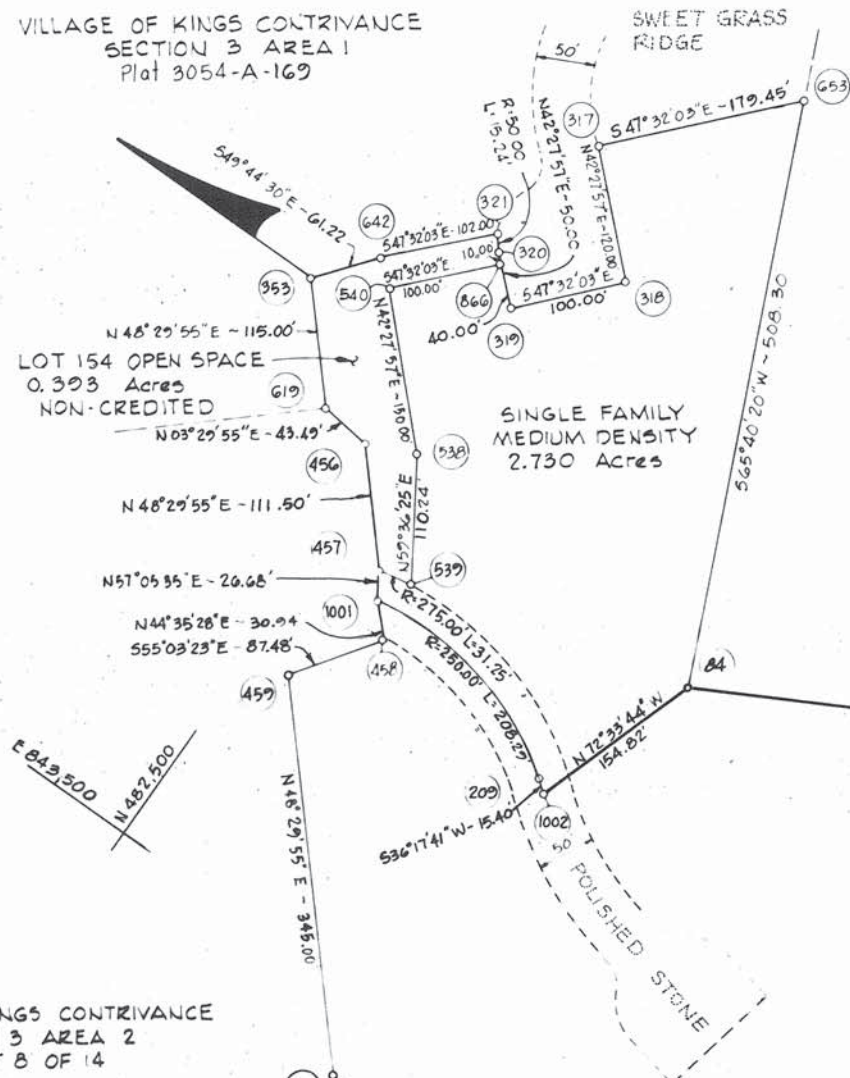 VILLAGE OF KINGS CONTRIVANCE
SECTION 3 AREA 1
Plat 3054-A-169
SWEET GRASS
RIDGE
50'
653
317
S 47°32'03"E - 179.45'
R:50.00
L:15.24'
N42°27'57"E-50.00
N42°27'57"E-120.00
S49°44'30"E - 61.22
642
321
S47°32'03"E-102.00'
320
10.00'
353
540
S47°32'03"E
100.00'
866
S47°32'03"E
100.00'
318
40.00'
319
N 48°29'55"E - 115.00'
N42°27'57"E-150.00'
S65°40'20"W - 508.30
LOT 154 OPEN SPACE
0.393 Acres
NON-CREDITED
619
SINGLE FAMILY
MEDIUM DENSITY
2.730 Acres
N03°29'55"E - 43.49'
456
538
N 48°29'55"E - 111.50'
N59°36'25"E
110.24'
457
539
N57°05'35"E - 26.68'
R=275.00' L=31.25'
1001
N44°35'28"E - 30.94
S55°03'23"E - 87.48'
R=250.00' L=208.29'
458
459
84
N 72°33'44" W
154.82'
E 843,500
N 482,500
209
1002
S36°17'41"W - 15.40'
50
N 48°29'55" E - 345.00
POLISHED STONE
NGS CONTRIVANCE
3 AREA 2
T 8 OF 14